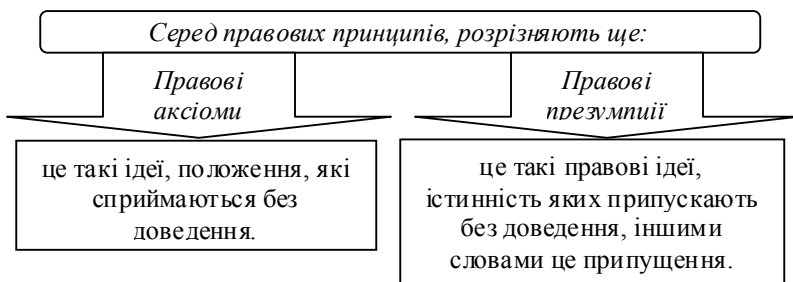 Серед правових принципів, розрізняють ще:
Правові
аксіоми
це такі ідеї, положення, які
сприймаються без
доведення.
Правові
презумпції
це такі правові ідеї,
істинність яких припускають
без доведення, іншими
словами це припущення.